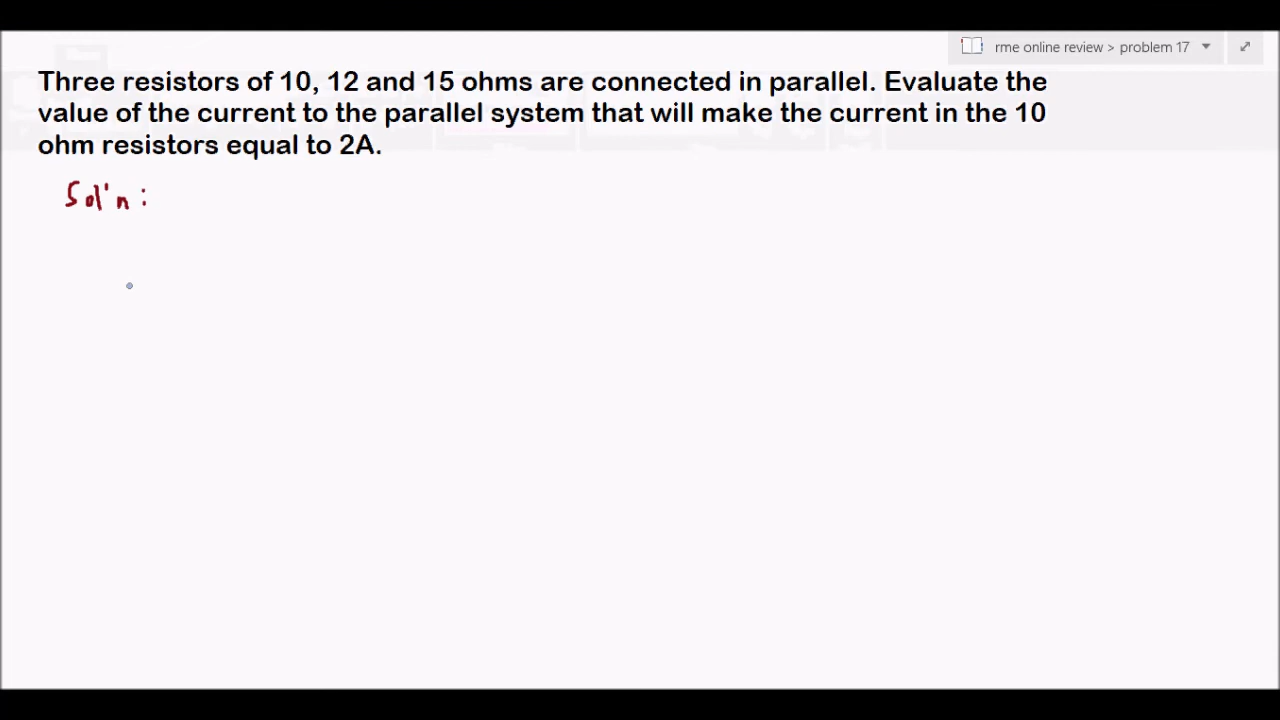 rme online review > problem 17
Three resistors of 10, 12 and 15 ohms are connected in parallel. Evaluate the
value of the current to the parallel system that will make the current in the 10
ohm resistors equal to 2A.
Sol'n :